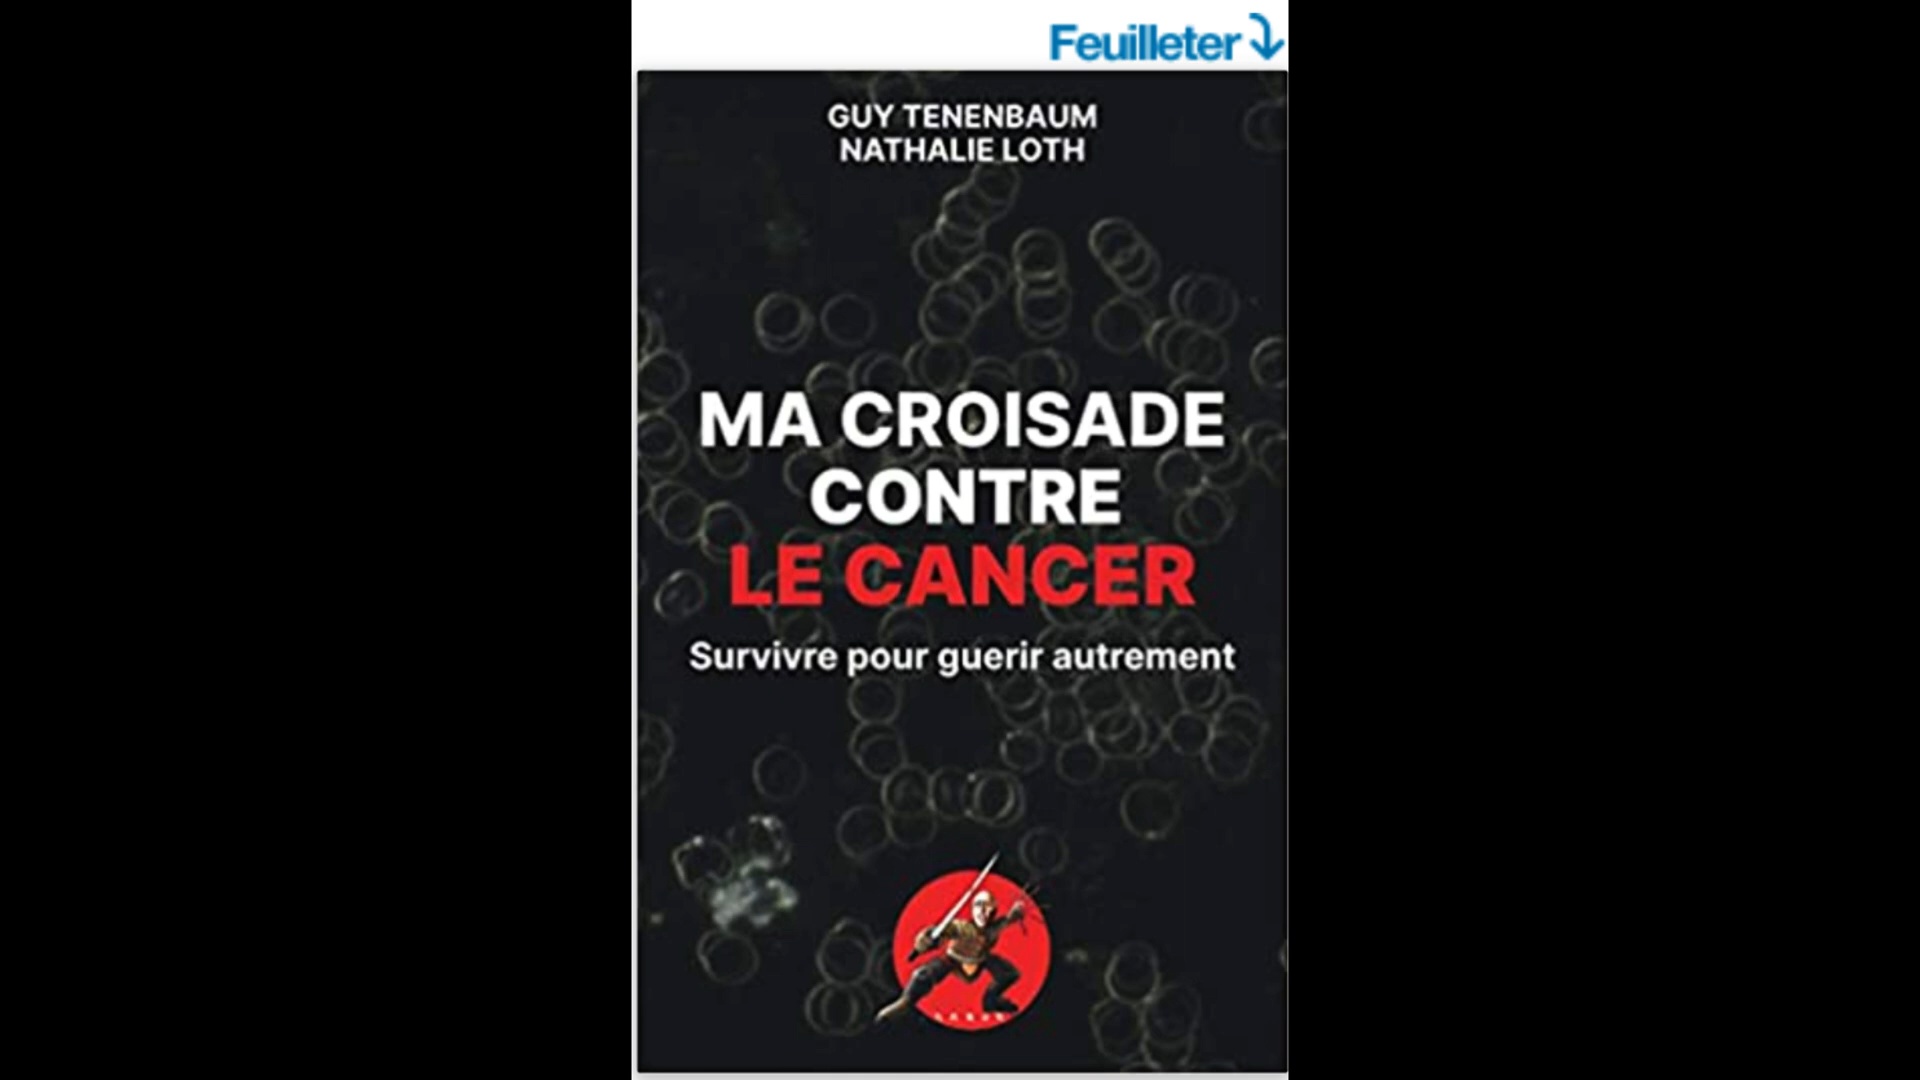 Feuilleter
GUY TENENBAUM
NATHALIE LOTH
MA CROISADE
CONTRE
LE CANCER
Survivre pour guerir autrement